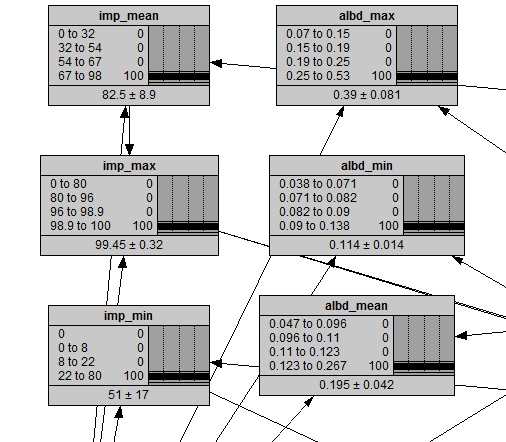 imp_mean
0 to 32 0
32 to 54 0
54 to 67 0
67 to 98 100
82.5 ± 8.9
albd_max
0.07 to 0.15 0
0.15 to 0.19 0
0.19 to 0.25 0
0.25 to 0.53 100
0.39 ± 0.081
imp_max
0 to 80 0
80 to 96 0
96 to 98.9 0
98.9 to 100 100
99.45 ± 0.32
albd_min
0.038 to 0.071 0
0.071 to 0.082 0
0.082 to 0.09 0
0.09 to 0.138 100
0.114 ± 0.014
imp_min
0 0
0 to 8 0
8 to 22 0
22 to 80 100
51 ± 17
albd_mean
0.047 to 0.096 0
0.096 to 0.11 0
0.11 to 0.123 0
0.123 to 0.267 100
0.195 ± 0.042